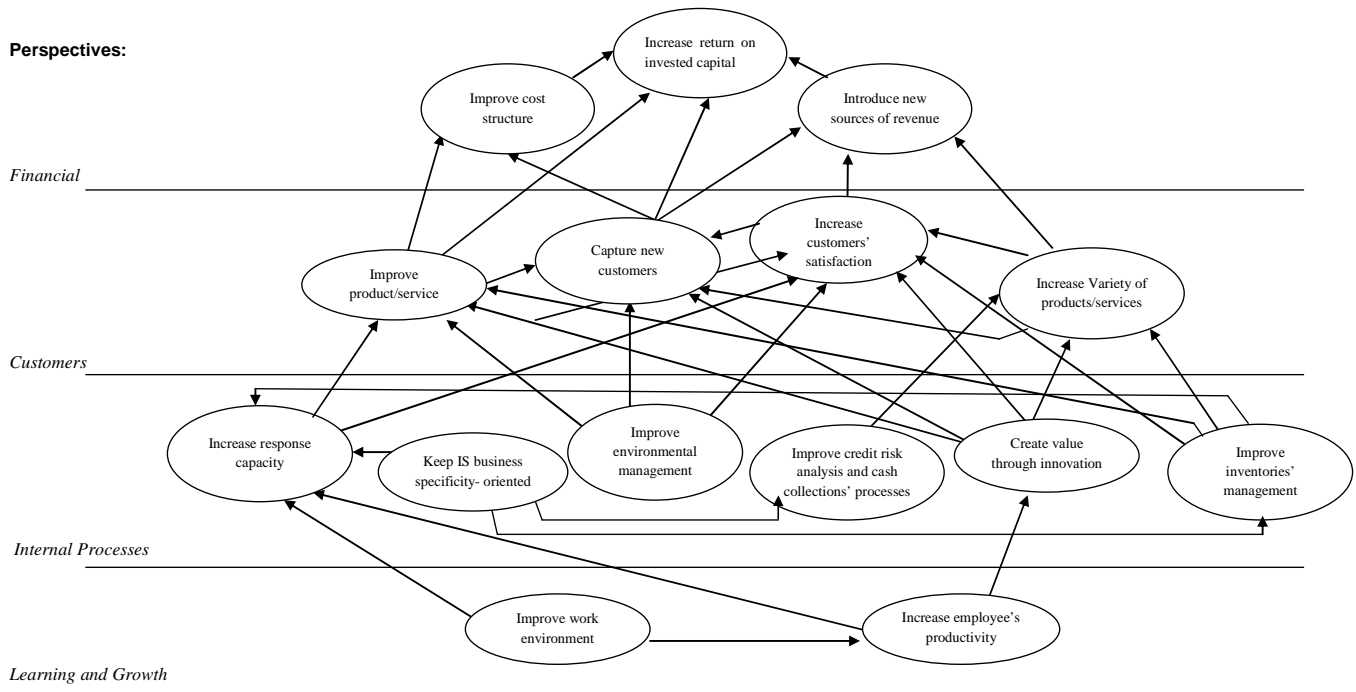 Perspectives:
Increase return on
invested capital
Improve cost
structure
Introduce new
sources of revenue
Financial
Increase
customers'
satisfaction
Capture new
customers
Improve
product/service
Increase Variety of
products/services
Customers
Increase response
capacity
Keep IS business
specificity- oriented
Improve
environmental
management
Improve credit risk
analysis and cash
collections' processes
Create value
through innovation
Improve
inventories'
management
Internal Processes
Improve work
environment
Increase employee's
productivity
Learning and Growth